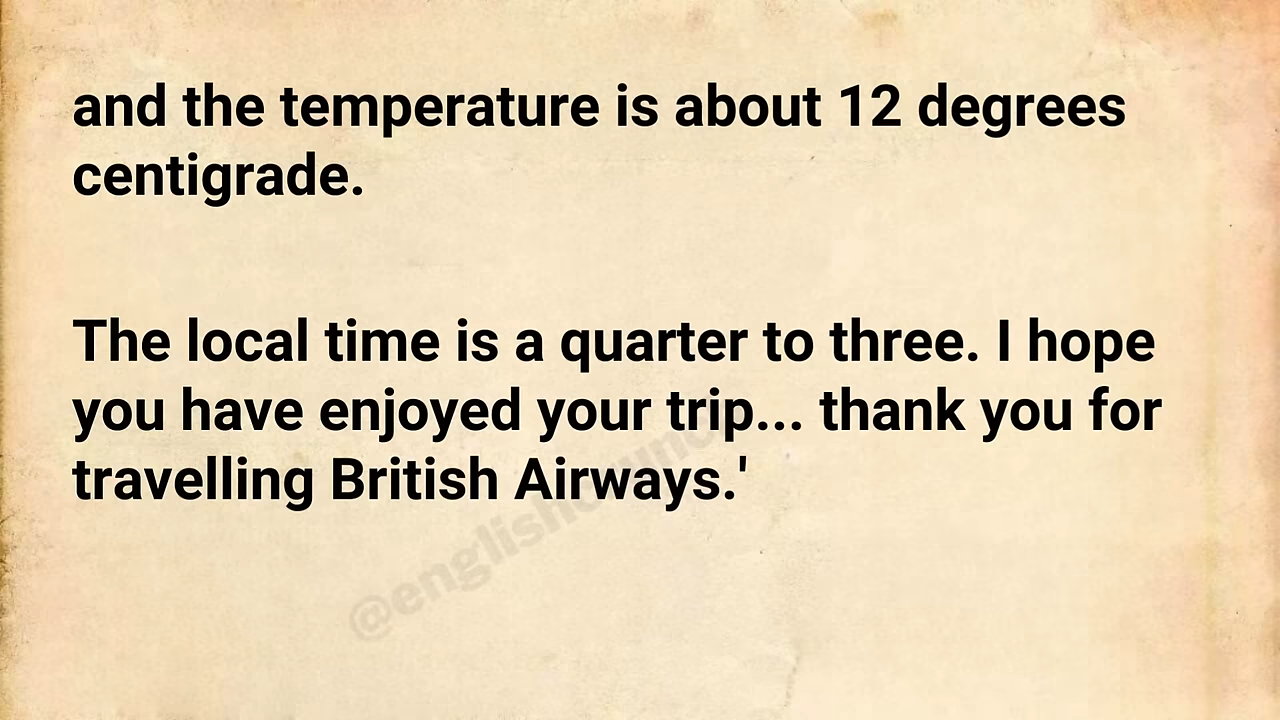 and the temperature is about 12 degrees
centigrade.
The local time is a quarter to three. I hope
you have enjoyed your trip... thank you for
travelling British Airways.'